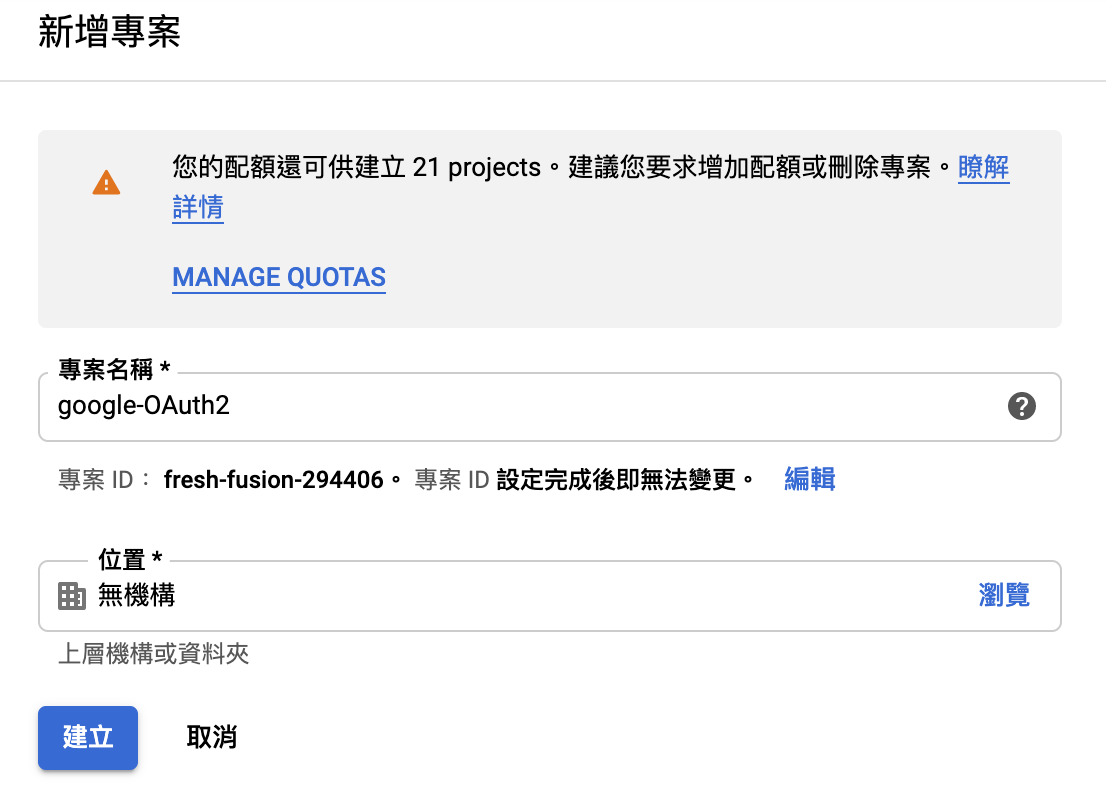 新增專案
您的配額還可供建立 21 projects。建議您要求增加配額或刪除專案。瞭解
詳情
MANAGE QUOTAS
專案名稱 *
google-OAuth2
專案 ID： fresh-fusion-294406。 專案 ID 設定完成後即無法變更。 編輯
位置 *
無機構 瀏覽
上層機構或資料夾
建立 取消